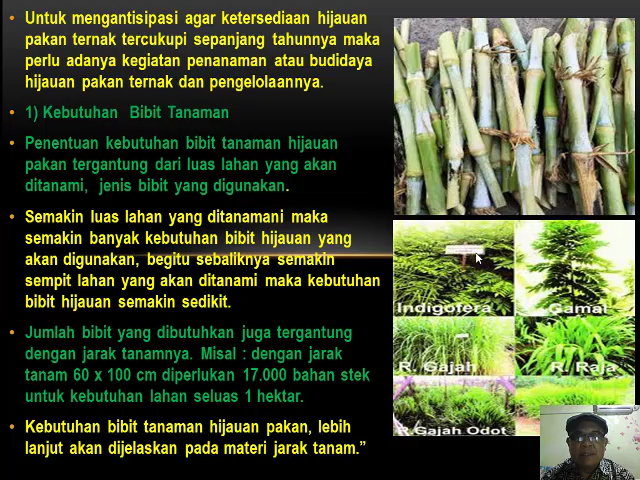 • Untuk mengantisipasi agar ketersediaan hijauan
pakan ternak tercukupi sepanjang tahunnya maka
perlu adanya kegiatan penanaman atau budidaya
hijauan pakan ternak dan pengelolaannya.
• 1) Kebutuhan Bibit Tanaman
• Penentuan kebutuhan bibit tanaman hijauan
pakan tergantung dari luas lahan yang akan
ditanami, jenis bibit yang digunakan.
• Semakin luas lahan yang ditanamani maka
semakin banyak kebutuhan bibit hijauan yang
akan digunakan, begitu sebaliknya semakin
sempit lahan yang akan ditanami maka kebutuhan
bibit hijauan semakin sedikit.
• Jumlah bibit yang dibutuhkan juga tergantung
dengan jarak tanamnya. Misal : dengan jarak
tanam 60 x 100 cm diperlukan 17.000 bahan stek
untuk kebutuhan lahan seluas 1 hektar.
• Kebutuhan bibit tanaman hijauan pakan, lebih
lanjut akan dijelaskan pada materi jarak tanam.”
Indigofera
Gamal
R. Gajah
R. Raja
R.Gajah Odot